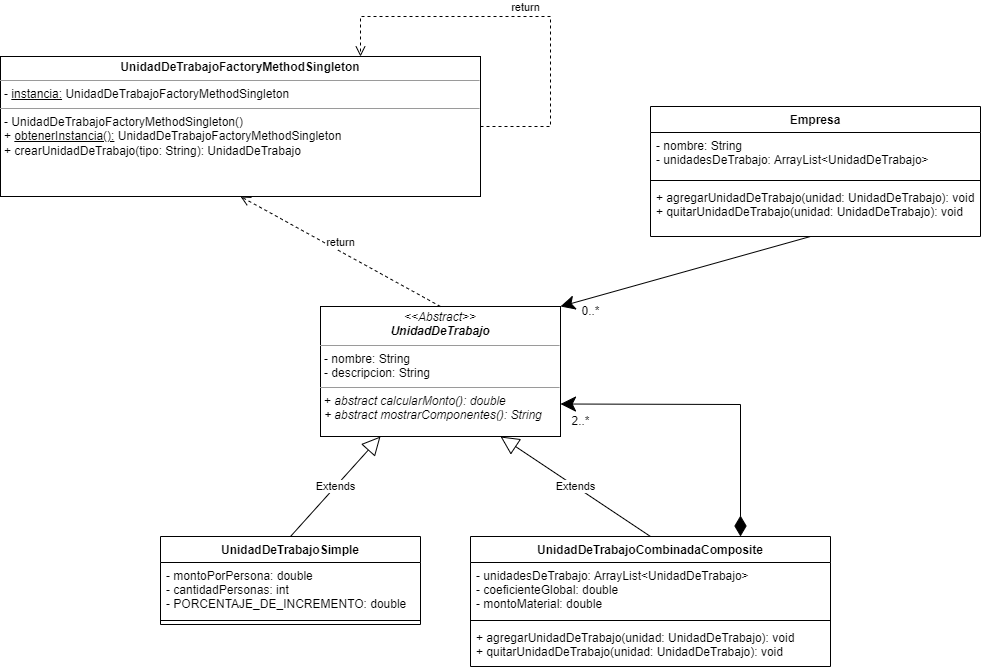 return
UnidadDeTrabajoFactoryMethodSingleton
- instancia: UnidadDeTrabajoFactoryMethodSingleton
- UnidadDeTrabajoFactoryMethodSingleton()
+ obtenerInstancia(): UnidadDeTrabajoFactoryMethodSingleton
+ crearUnidadDeTrabajo(tipo: String): UnidadDeTrabajo
Empresa
- nombre: String
- unidadesDeTrabajo: ArrayList<UnidadDeTrabajo>
+ agregarUnidadDeTrabajo(unidad: UnidadDeTrabajo): void
+ quitarUnidadDeTrabajo(unidad: UnidadDeTrabajo): void
return
0..*
<<Abstract>>
UnidadDeTrabajo
- nombre: String
- descripcion: String
+ abstract calcularMonto(): double
+ abstract mostrarComponentes(): String
2..*
Extends
Extends
UnidadDeTrabajoSimple
- montoPorPersona: double
- cantidadPersonas: int
- PORCENTAJE_DE_INCREMENTO: double
UnidadDeTrabajoCombinadaComposite
- unidadesDeTrabajo: ArrayList<UnidadDeTrabajo>
- coeficienteGlobal: double
- montoMaterial: double
+ agregarUnidadDeTrabajo(unidad: UnidadDeTrabajo): void
+ quitarUnidadDeTrabajo(unidad: UnidadDeTrabajo): void